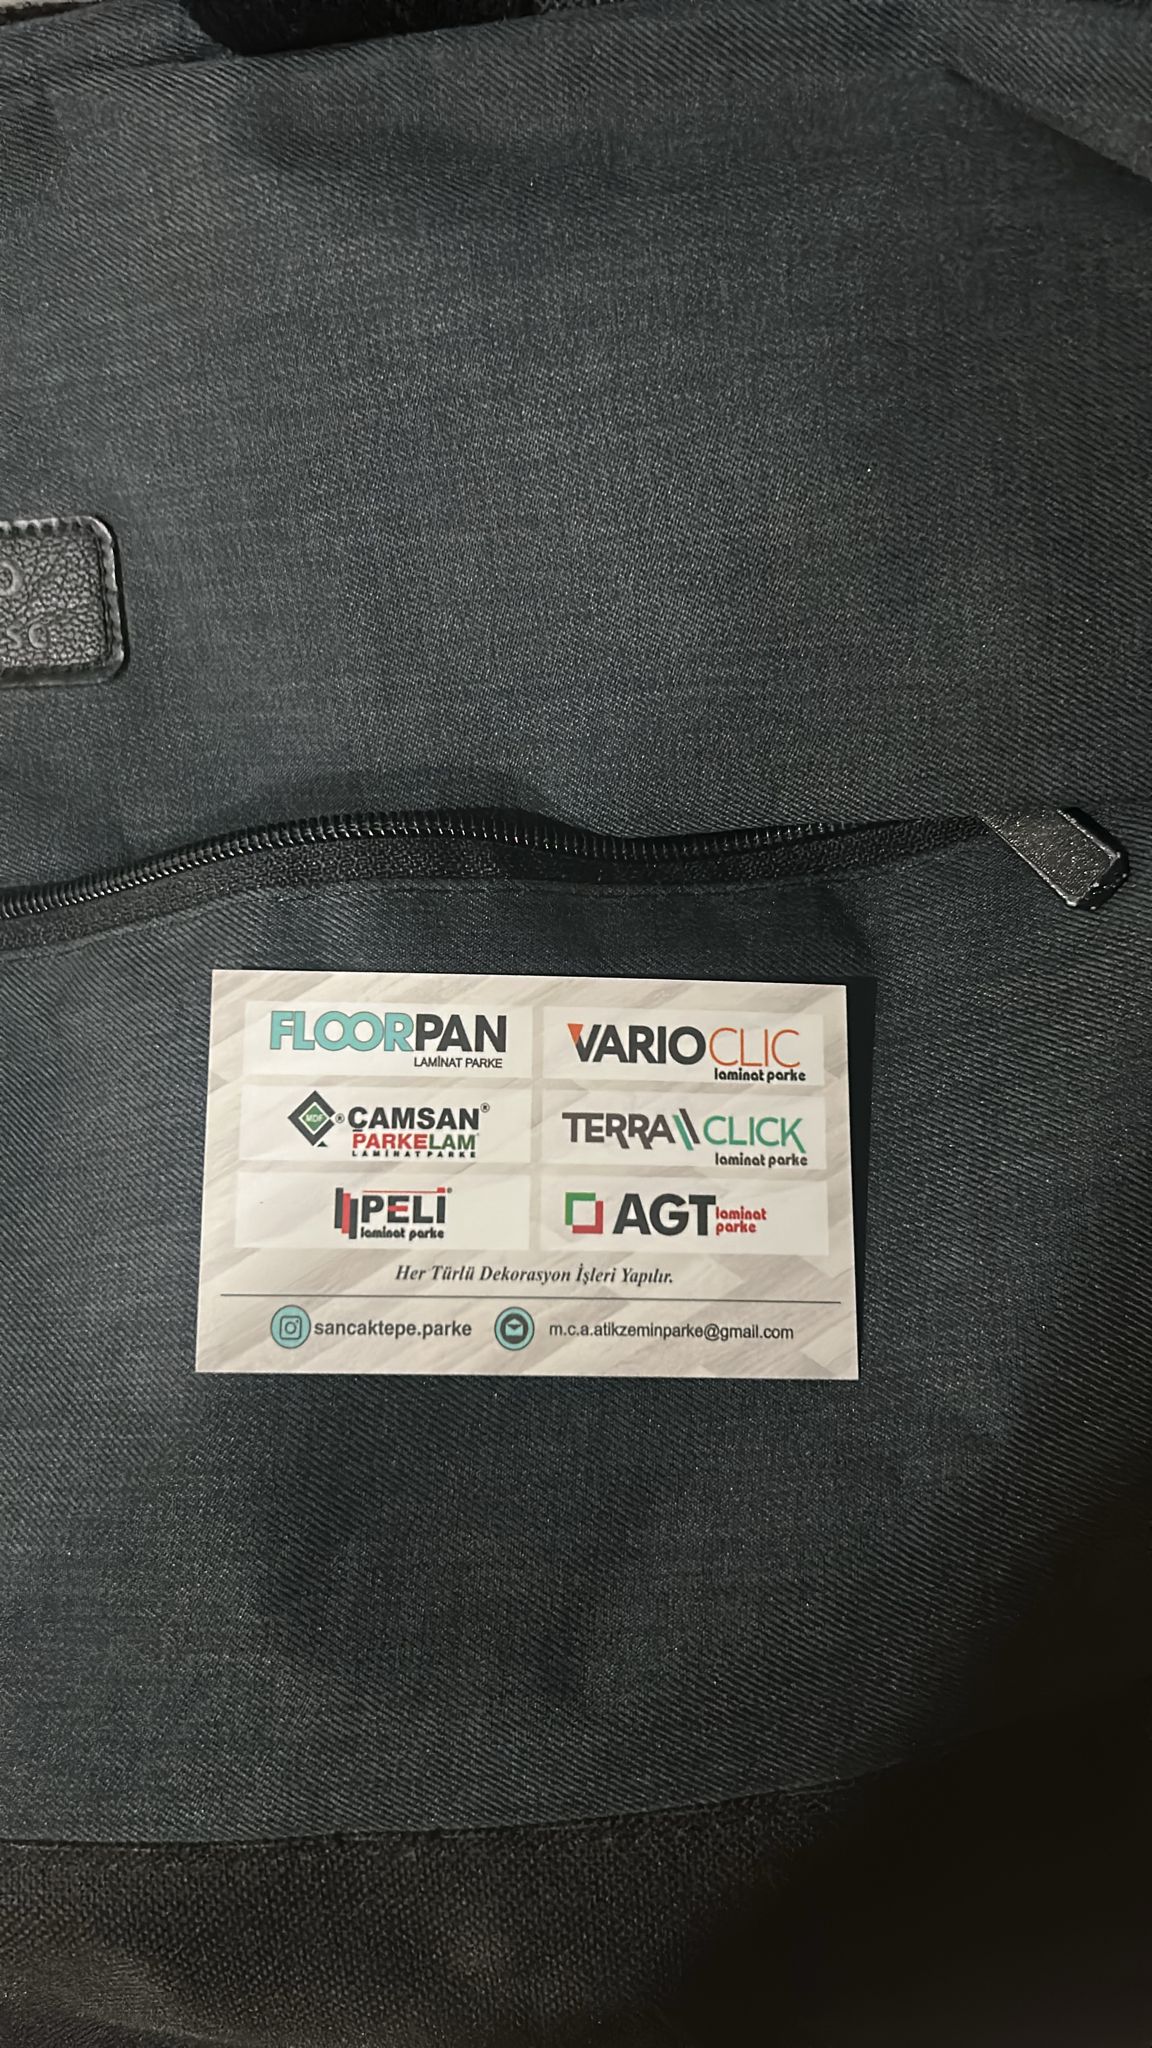 FLOORPAN
LAMİNAT PARKE
VARIOCLIC
laminat parke
MDF ® ÇAMSAN®
PARKELAM
LAMİNAT PARKE
TERRA CLICK
laminat parke
PELİ®
laminat parke
AGT laminat
parke
Her Türlü Dekorasyon İşleri Yapılır.
sancaktepe.parke
m.c.a.atikzeminparke@gmail.com